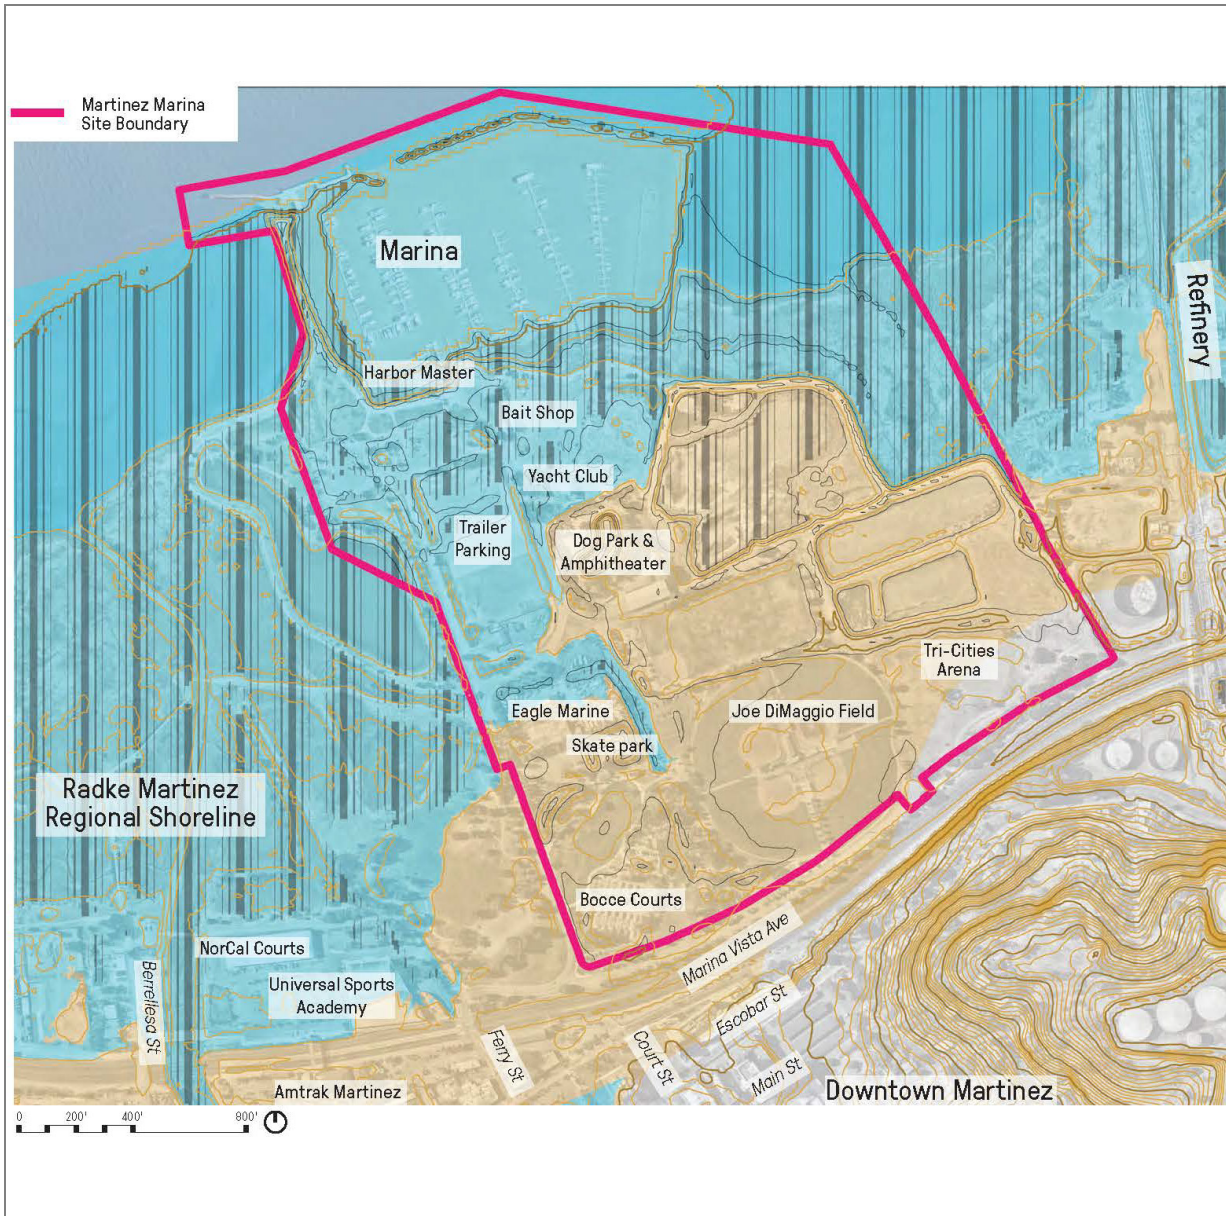 Martinez Marina
Site Boundary
Marina
Refinery
Harbor Master
Bait Shop
Yacht Club
Trailer
Parking
Dog Park &
Amphitheater
Tri-Cities
Arena
Eagle Marine
Joe DiMaggio Field
Skate park
Radke Martinez
Regional Shoreline
Bocce Courts
NorCal Courts
Marina Vista Ave
Universal Sports
Academy
Berrellesa St
Escobar St
Ferry St
Court St
Main St
Amtrak Martinez
Downtown Martinez
0 200' 400' 800'